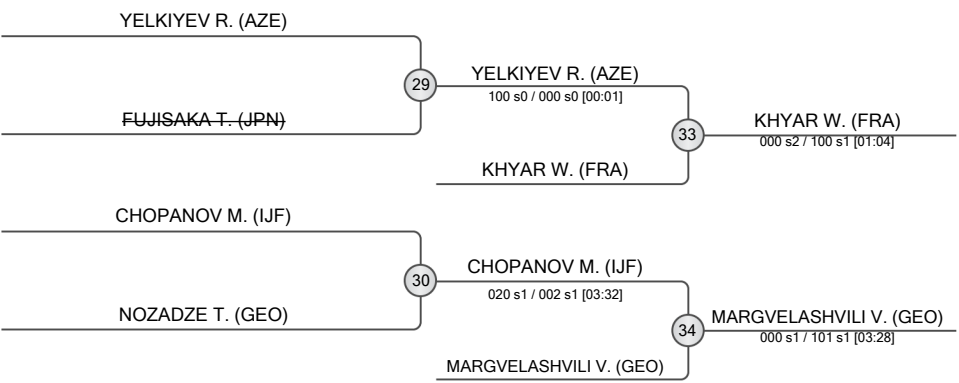 YELKIYEV R. (AZE)
29
YELKIYEV R. (AZE)
100 s0 / 000 s0 [00:01]
FUJISAKA T. (JPN)
33
KHYAR W. (FRA)
000 s2 / 100 s1 [01:04]
KHYAR W. (FRA)
CHOPANOV M. (IJF)
30
CHOPANOV M. (IJF)
020 s1 / 002 s1 [03:32]
NOZADZE T. (GEO)
34
MARGVELASHVILI V. (GEO)
000 s1 / 101 s1 [03:28]
MARGVELASHVILI V. (GEO)